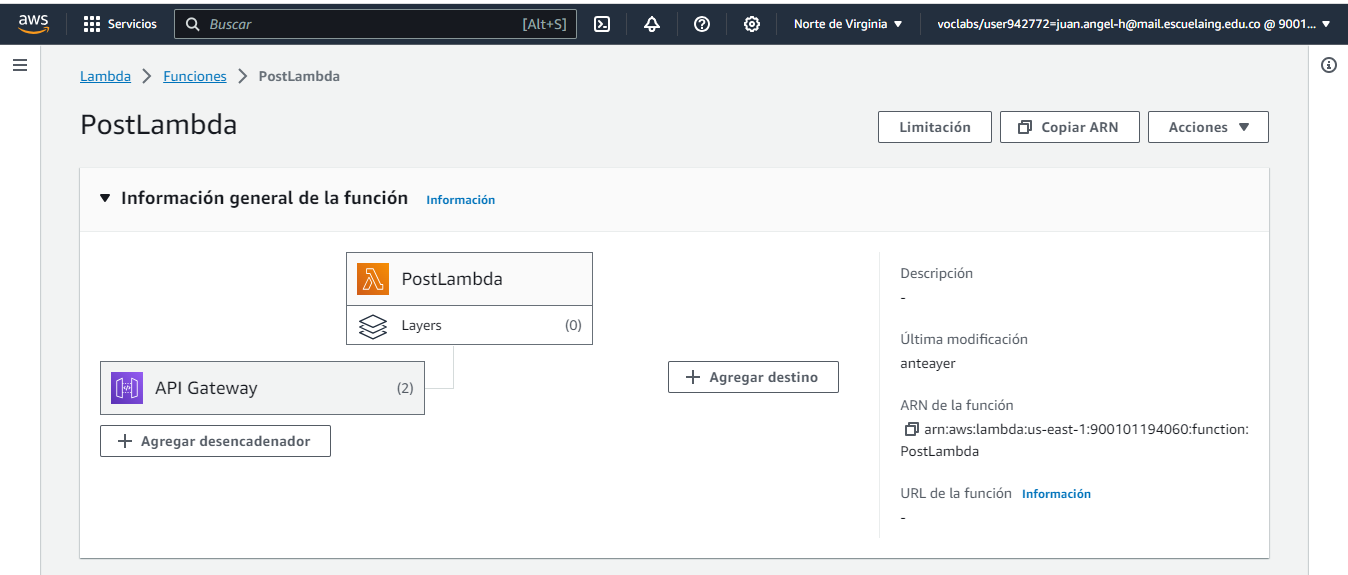 aws
Servicios
Buscar
[Alt+S]
Norte de Virginia
voclabs/user942772=juan.angel-h@mail.escuelaing.edu.co @ 9001...
Lambda > Funciones > PostLambda
PostLambda
Limitación
Copiar ARN
Acciones
Información general de la función
Información
PostLambda
Layers
(0)
API Gateway
(2)
Agregar desencadenador
Agregar destino
Descripción
-
Última modificación
anteayer
ARN de la función
arn:aws:lambda:us-east-1:900101194060:function:
PostLambda
URL de la función
Información
-